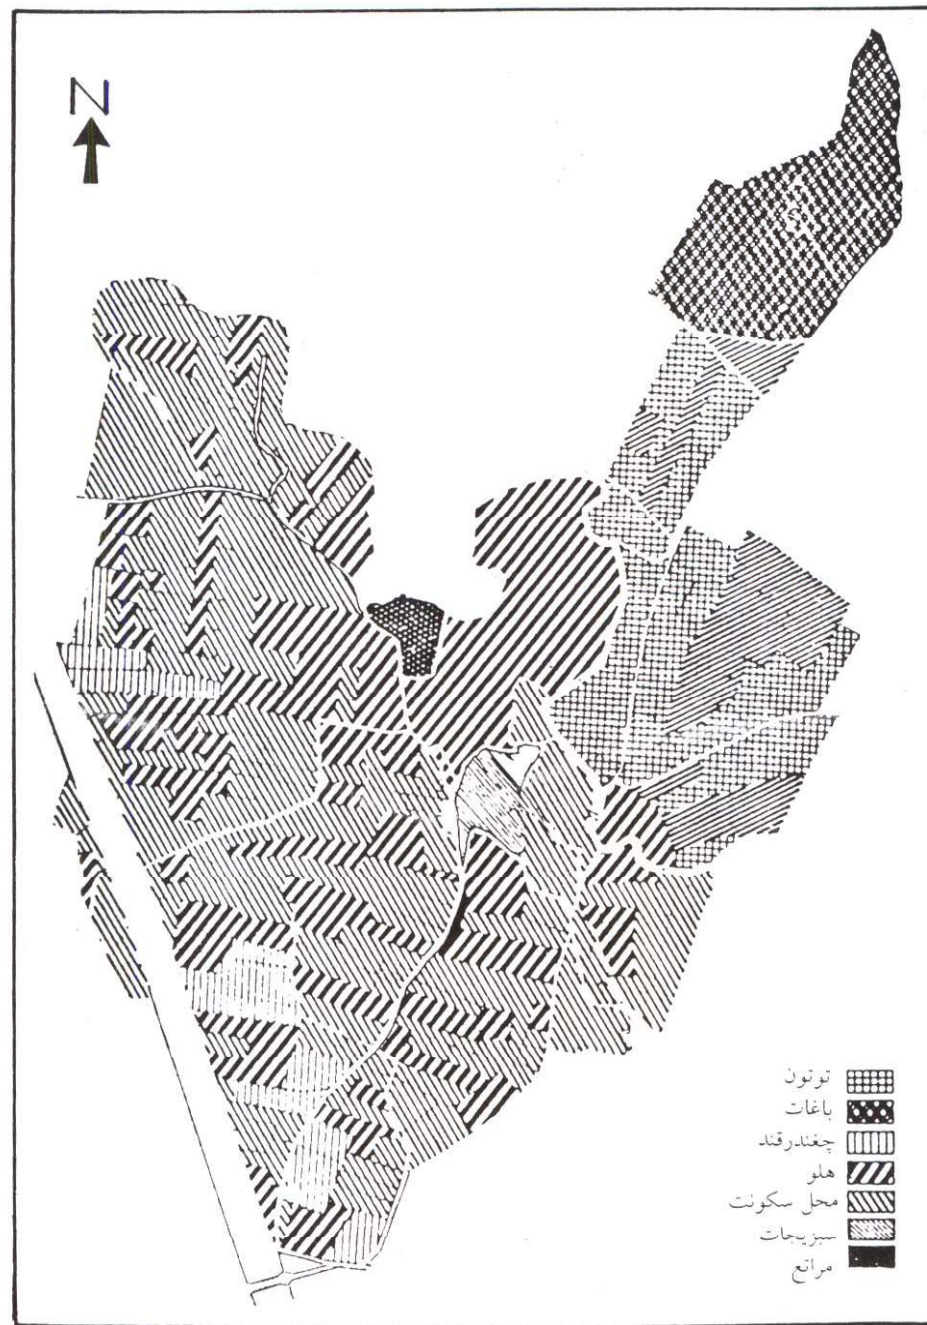 N
توتون
باغات
چغندرقند
هلو
محل سکونت
سبزیجات
مراتع